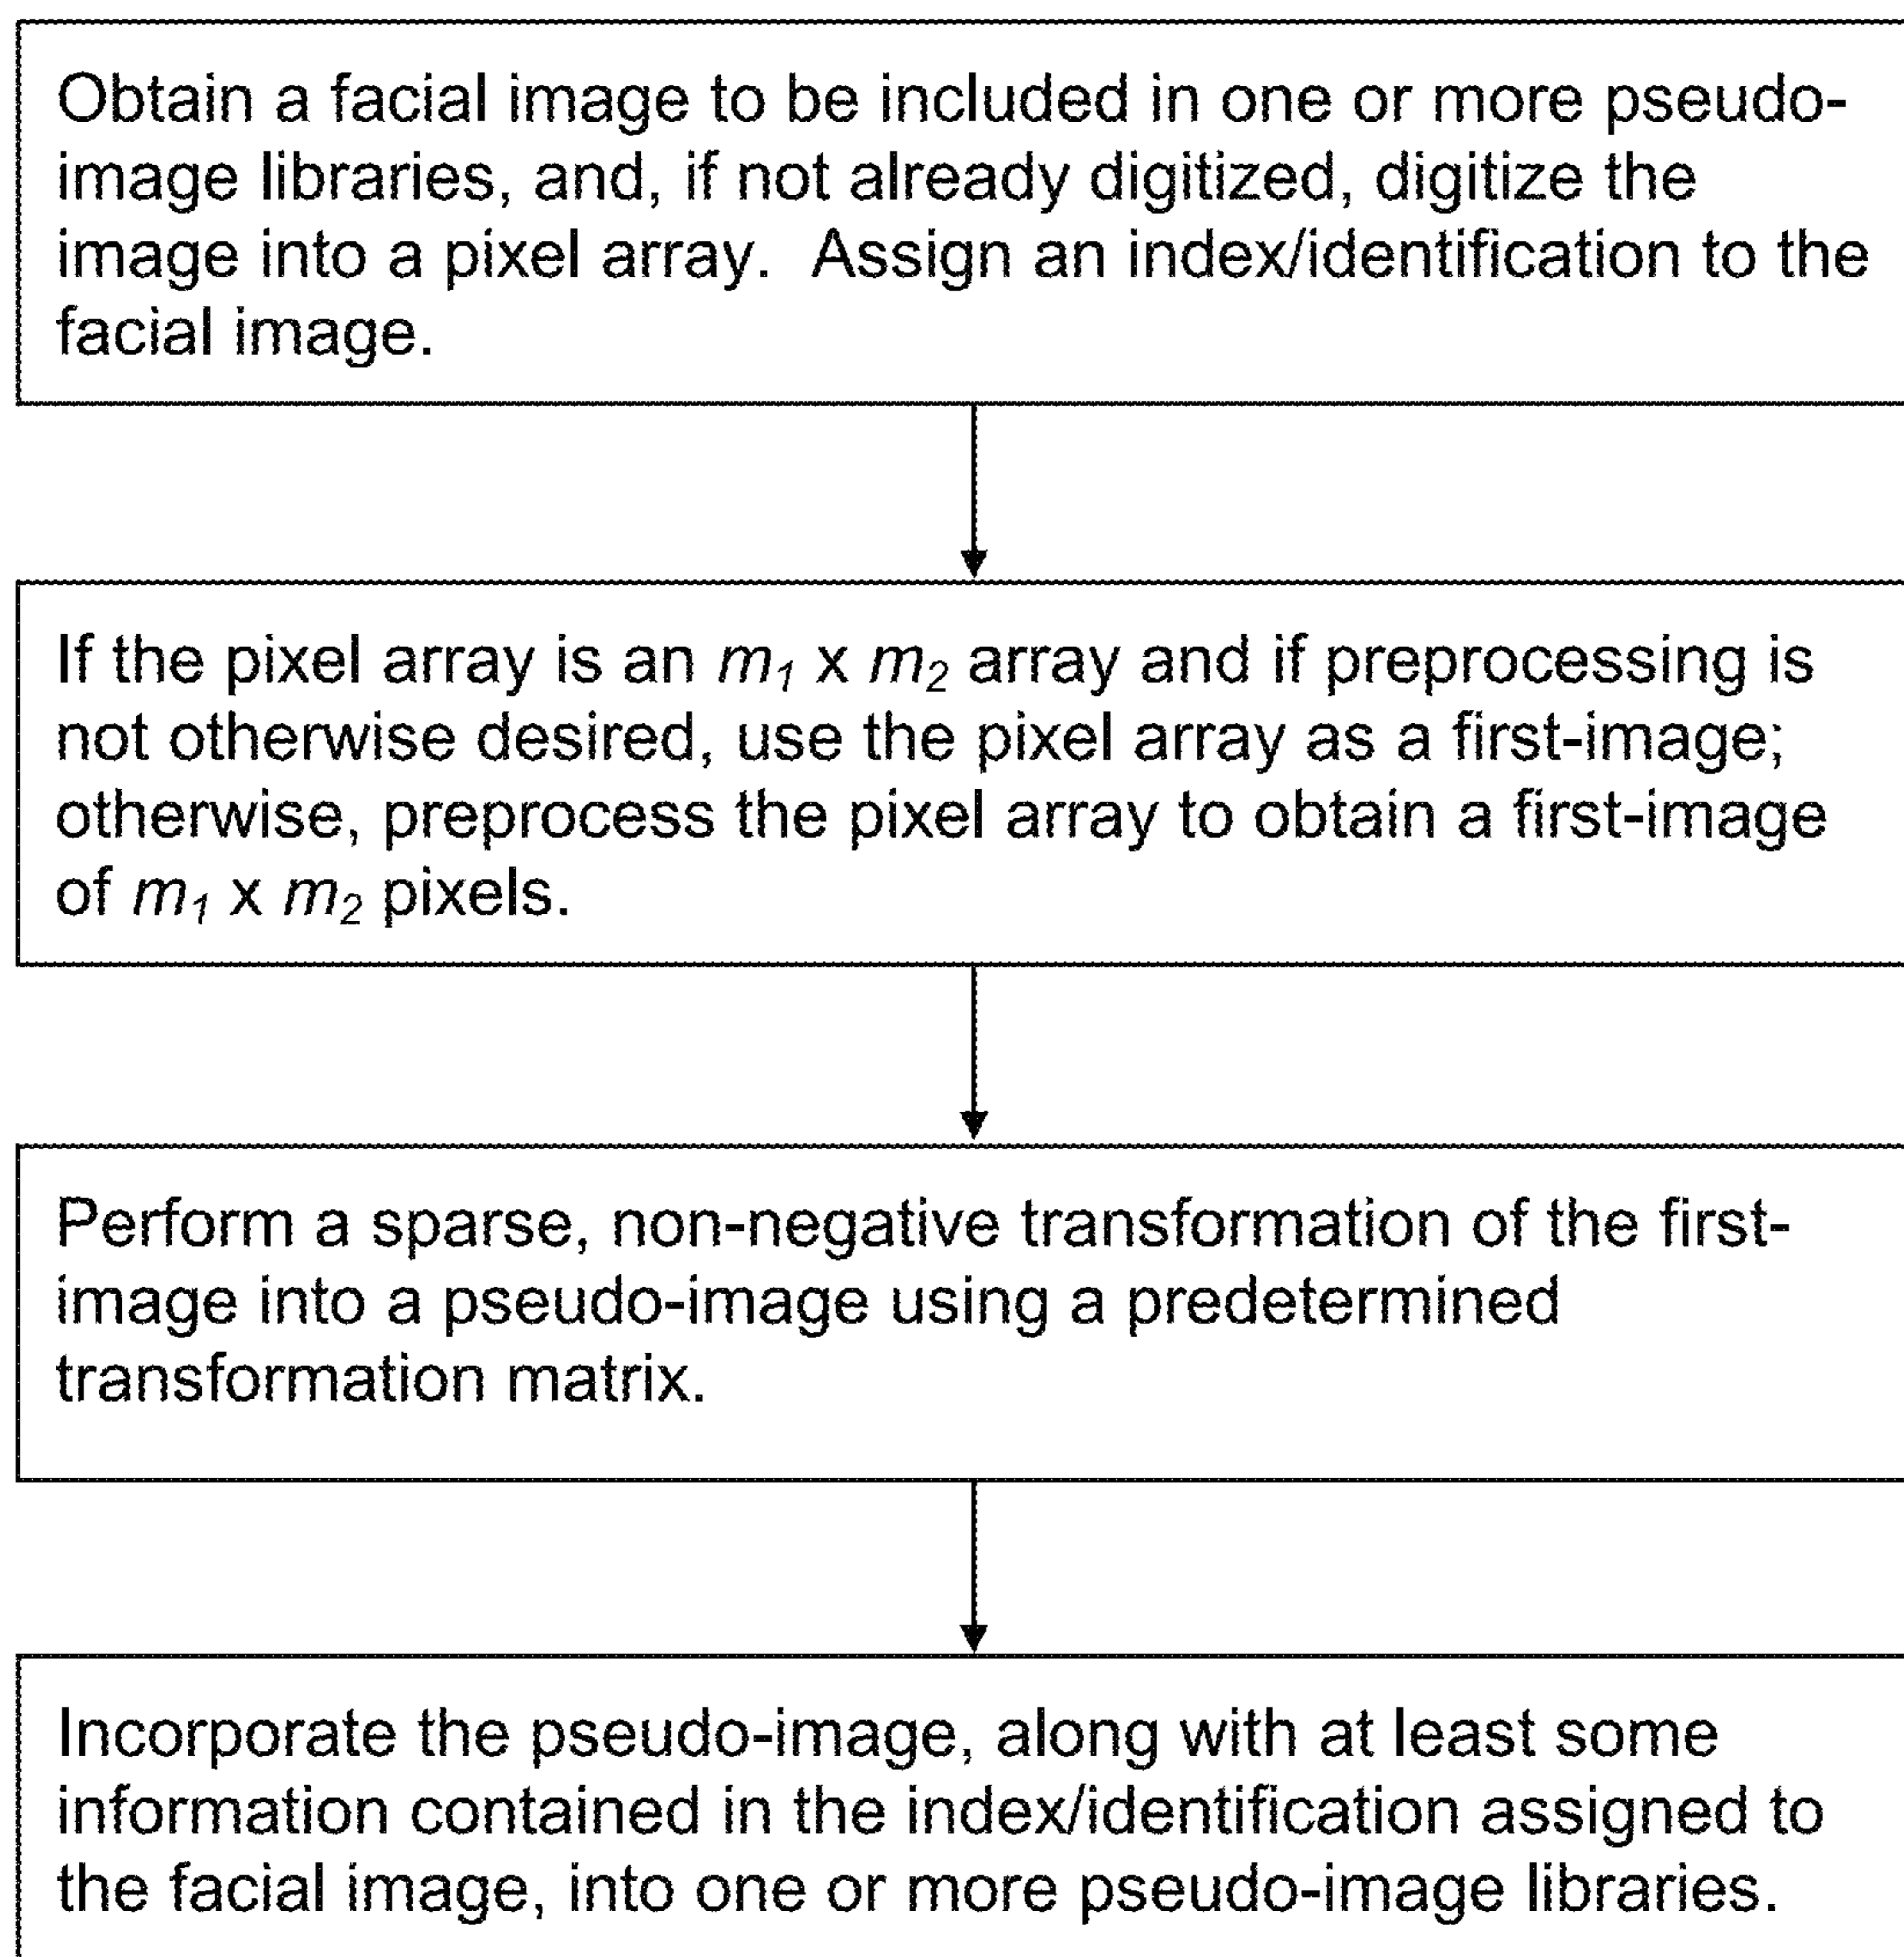 Obtain a facial image to be included in one or more pseudo-
image libraries, and, if not already digitized, digitize the
image into a pixel array.  Assign an index/identification to the
facial image.
If the pixel array is an m₁ x m₂ array and if preprocessing is
not otherwise desired, use the pixel array as a first-image;
otherwise, preprocess the pixel array to obtain a first-image
of m₁ x m₂ pixels.
Perform a sparse, non-negative transformation of the first-
image into a pseudo-image using a predetermined
transformation matrix.
Incorporate the pseudo-image, along with at least some
information contained in the index/identification assigned to
the facial image, into one or more pseudo-image libraries.